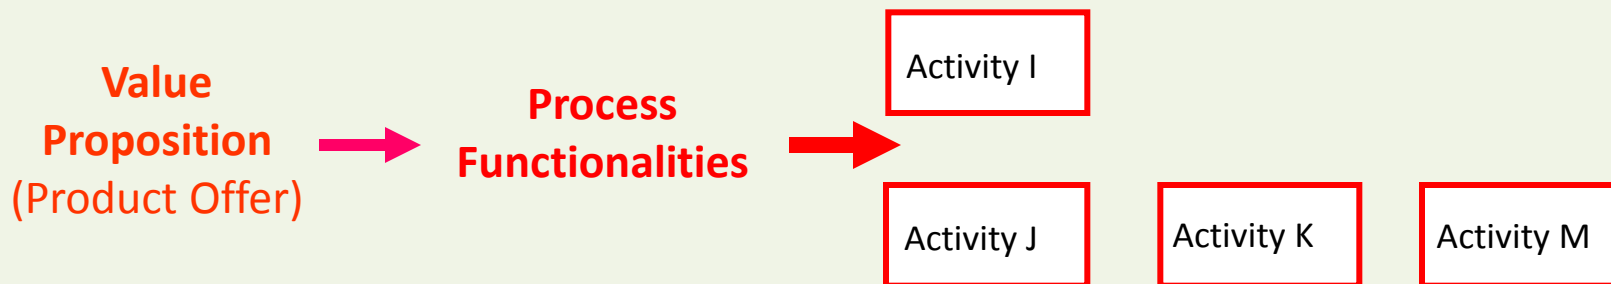 Value
Proposition
(Product Offer)
Process
Functionalities
Activity I
Activity J
Activity K
Activity M